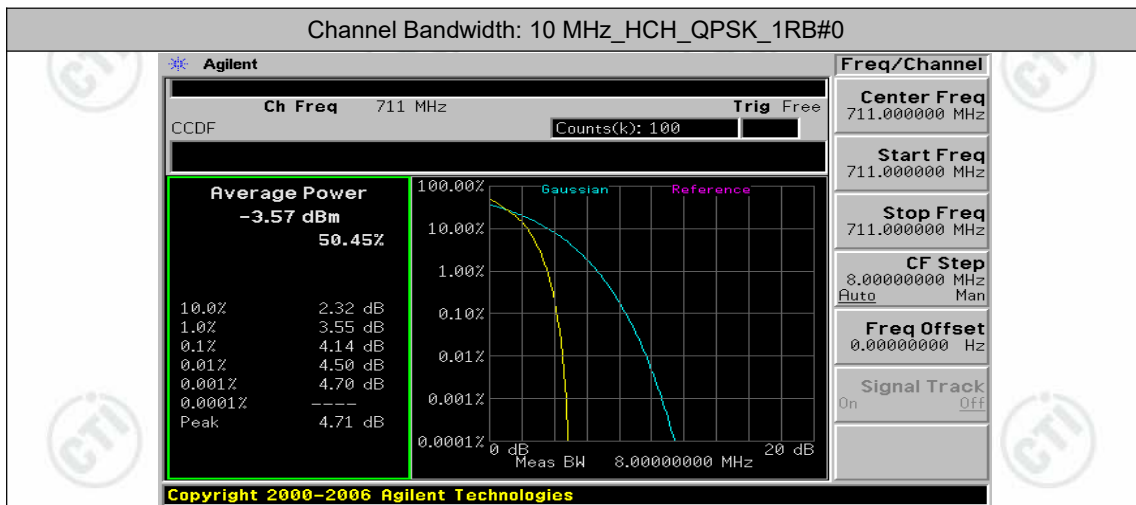 Channel Bandwidth: 10 MHz_HCH_QPSK_1RB#0
Agilent
Freq/Channel
Ch Freq 711 MHz Trig Free
CCDF Counts(k): 100
Center Freq
711.000000 MHz
Start Freq
711.000000 MHz
Stop Freq
711.000000 MHz
CF Step
8.00000000 MHz
Auto Man
Freq Offset
0.00000000 Hz
Signal Track
On Off
Average Power
-3.57 dBm
50.45%
10.0% 2.32 dB
1.0% 3.55 dB
0.1% 4.14 dB
0.01% 4.50 dB
0.001% 4.70 dB
0.0001% ----
Peak 4.71 dB
Gaussian Reference
100.00%
10.00%
1.00%
0.10%
0.01%
0.001%
0.0001%
0 dB 20 dB
Meas BW 8.00000000 MHz
Copyright 2000-2006 Agilent Technologies
CTI
CTI
CTI
CTI